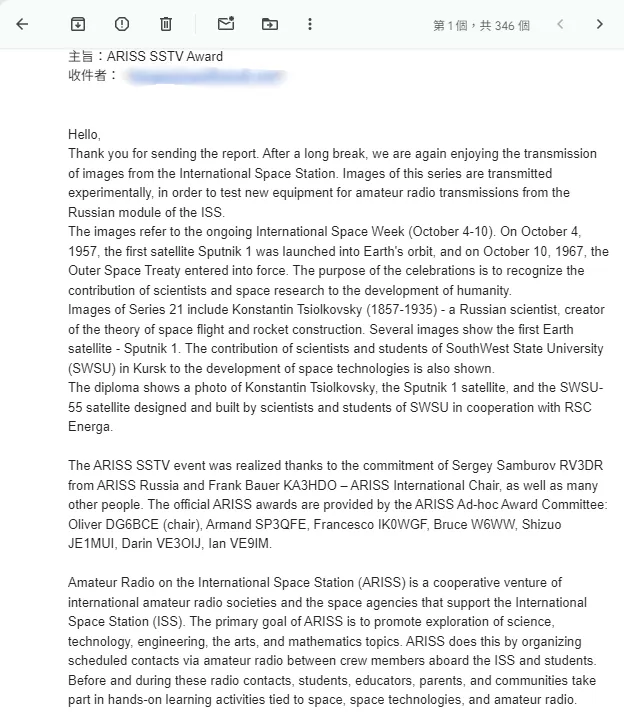 第 1 個，共 346 個
主旨：ARISS SSTV Award
收件者：
Hello,
Thank you for sending the report. After a long break, we are again enjoying the transmission
of images from the International Space Station. Images of this series are transmitted
experimentally, in order to test new equipment for amateur radio transmissions from the
Russian module of the ISS.
The images refer to the ongoing International Space Week (October 4-10). On October 4,
1957, the first satellite Sputnik 1 was launched into Earth's orbit, and on October 10, 1967, the
Outer Space Treaty entered into force. The purpose of the celebrations is to recognize the
contribution of scientists and space research to the development of humanity.
Images of Series 21 include Konstantin Tsiolkovsky (1857-1935) - a Russian scientist, creator
of the theory of space flight and rocket construction. Several images show the first Earth
satellite - Sputnik 1. The contribution of scientists and students of SouthWest State University
(SWSU) in Kursk to the development of space technologies is also shown.
The diploma shows a photo of Konstantin Tsiolkovsky, the Sputnik 1 satellite, and the SWSU-
55 satellite designed and built by scientists and students of SWSU in cooperation with RSC
Energa.
The ARISS SSTV event was realized thanks to the commitment of Sergey Samburov RV3DR
from ARISS Russia and Frank Bauer KA3HDO – ARISS International Chair, as well as many
other people. The official ARISS awards are provided by the ARISS Ad-hoc Award Committee:
Oliver DG6BCE (chair), Armand SP3QFE, Francesco IK0WGF, Bruce W6WW, Shizuo
JE1MUI, Darin VE3OIJ, Ian VE9IM.
Amateur Radio on the International Space Station (ARISS) is a cooperative venture of
international amateur radio societies and the space agencies that support the International
Space Station (ISS). The primary goal of ARISS is to promote exploration of science,
technology, engineering, the arts, and mathematics topics. ARISS does this by organizing
scheduled contacts via amateur radio between crew members aboard the ISS and students.
Before and during these radio contacts, students, educators, parents, and communities take
part in hands-on learning activities tied to space, space technologies, and amateur radio.